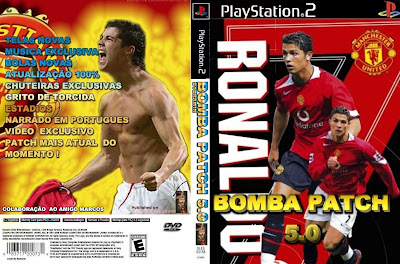 TELAS NOVAS
MUSICA EXCLUSIVA
BOLAS NOVAS
ATUALIZAÇÃO 100%
CHUTEIRAS EXCLUSIVAS
GRITO DE TORCIDA
ESTADIOS
NARRADO EM PORTUGUES
VIDEO EXCLUSIVO
PATCH MAIS ATUAL DO
MOMENTO !
COLABORAÇÃO AO AMIGO MARCOS
DVD
E
PlayStation 2
BOMBA PATCH 5.0
PlayStation 2
MANCHESTER
UNITED
RONALDO
vodafone
BOMBA PATCH
5.0